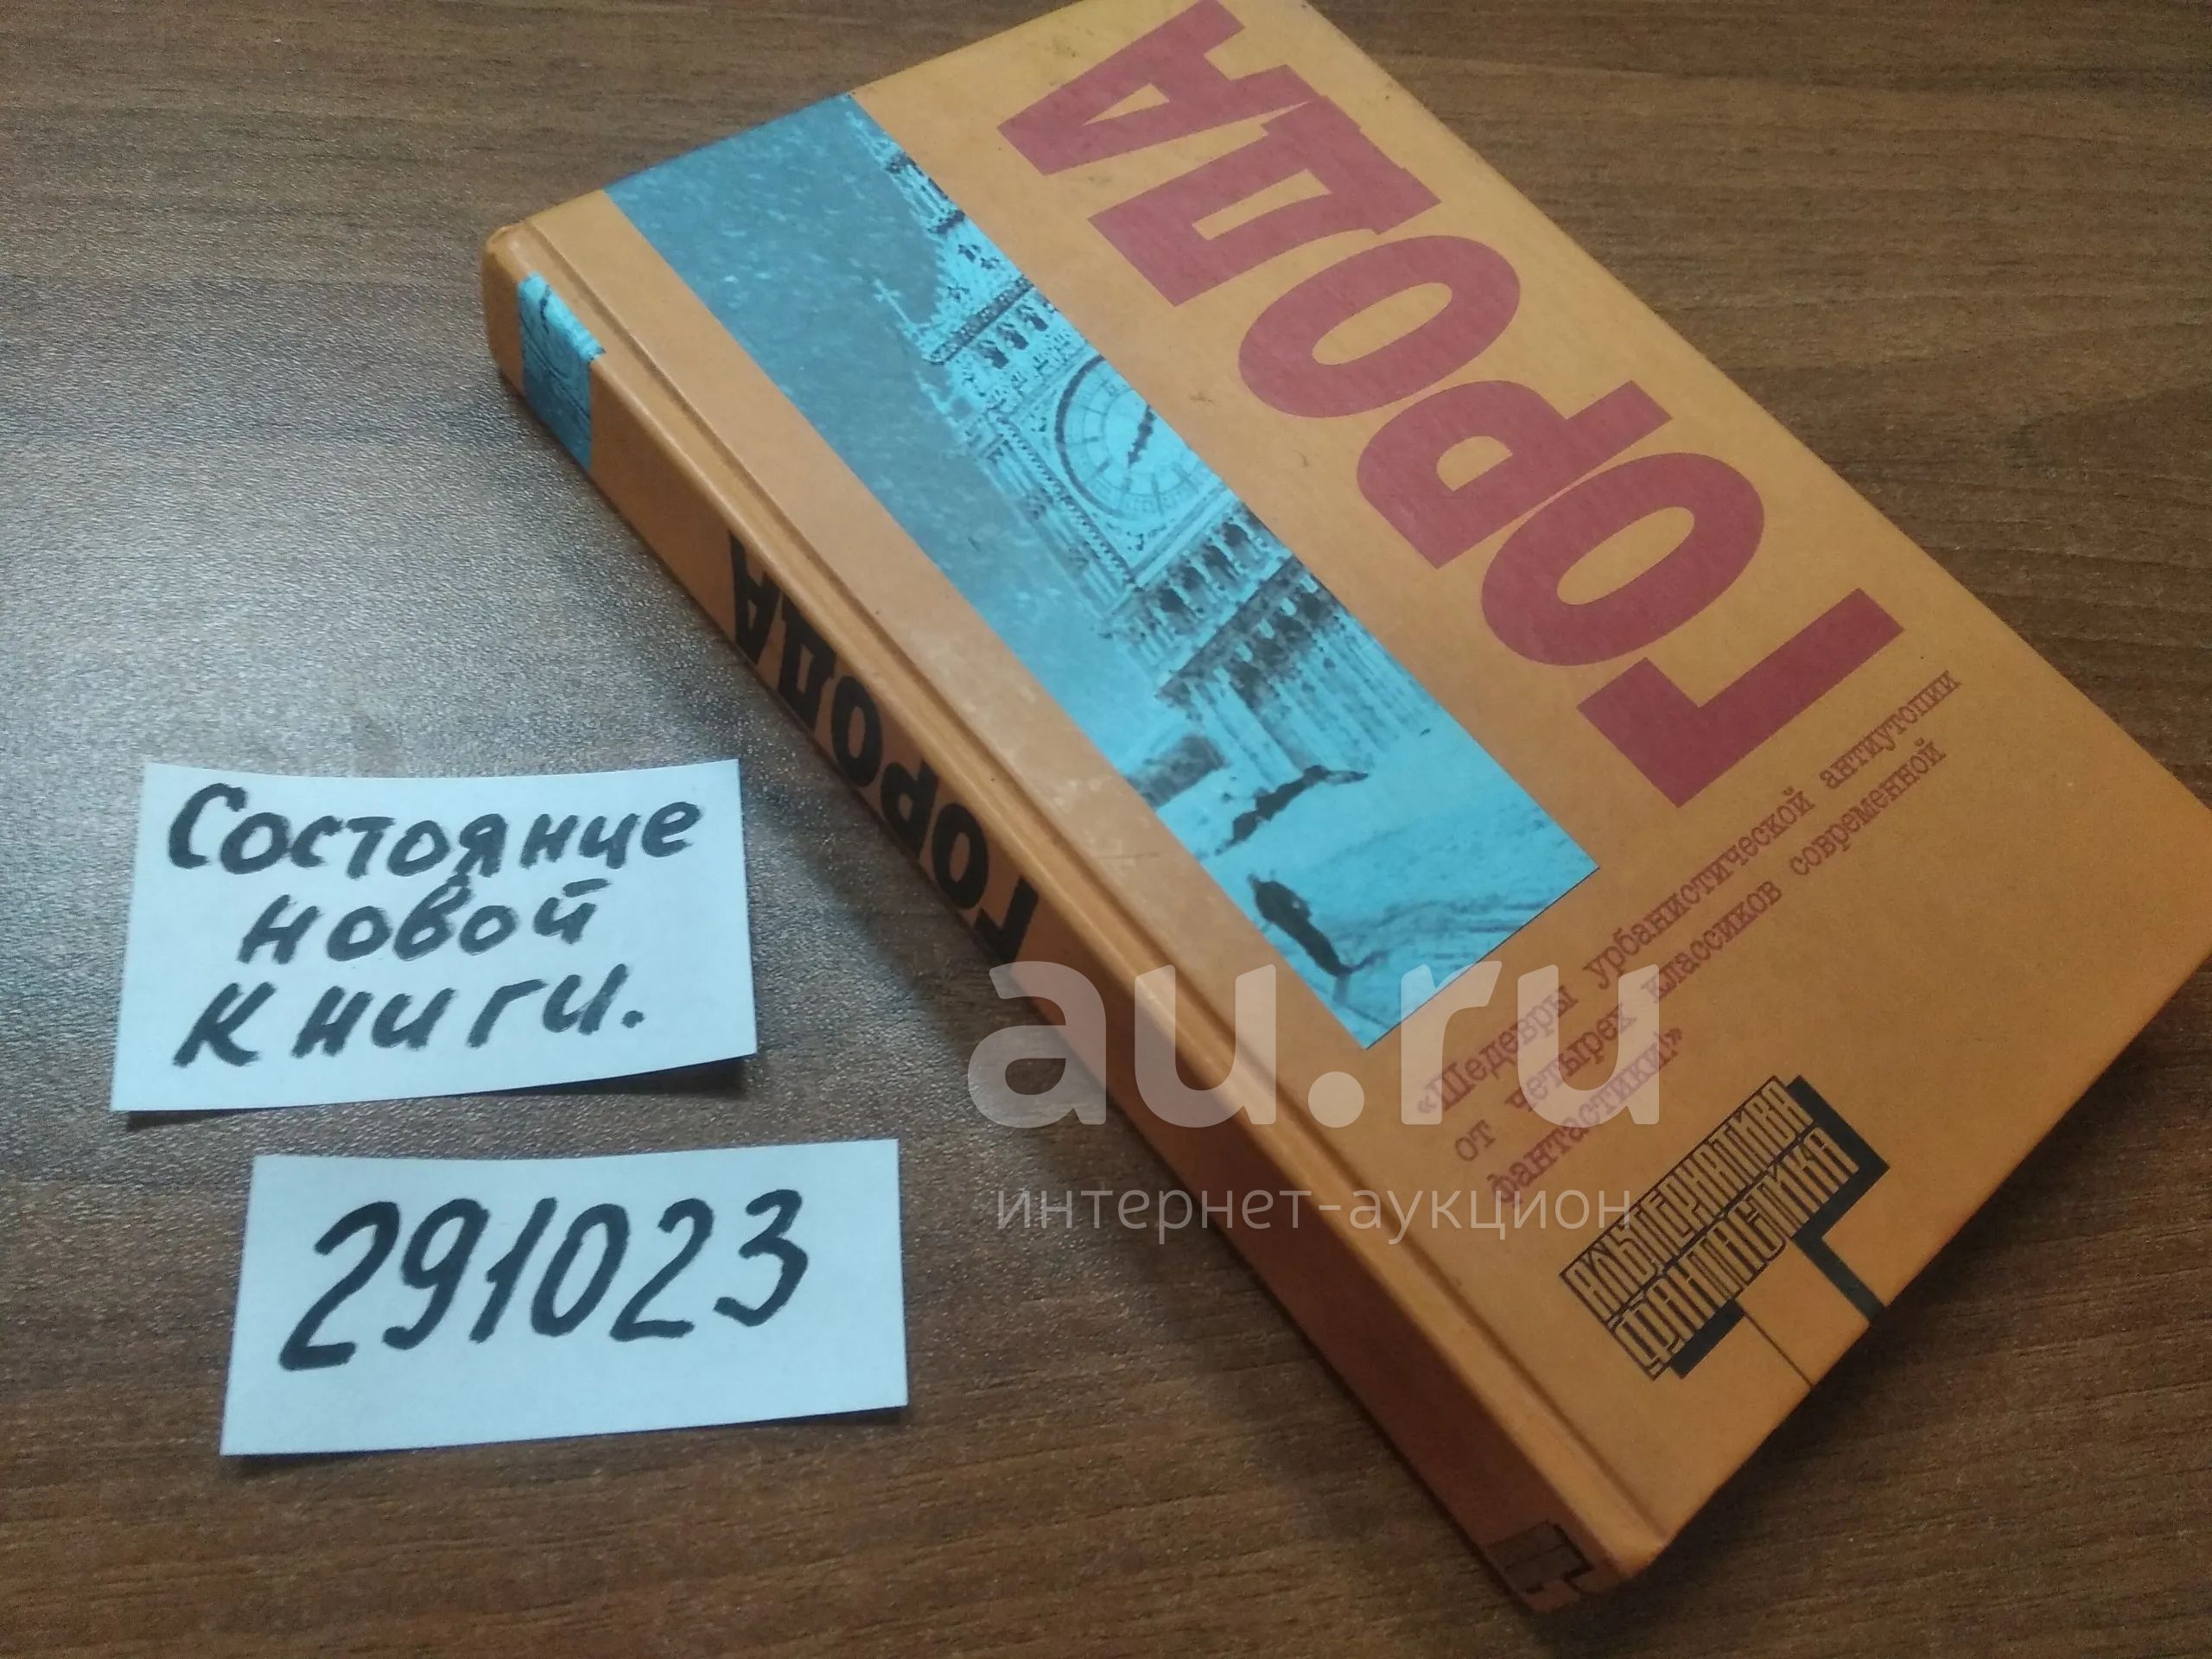 ГОРОДА
«Шедевры урбанистической антиутопии
от четырех классиков современной
фантастики!»
АЛЬТЕРНАТИВА
ФАНТАСТИКА
ГОРОДА
Состояние
новой
книги.
291023
au.ru
интернет-аукцион